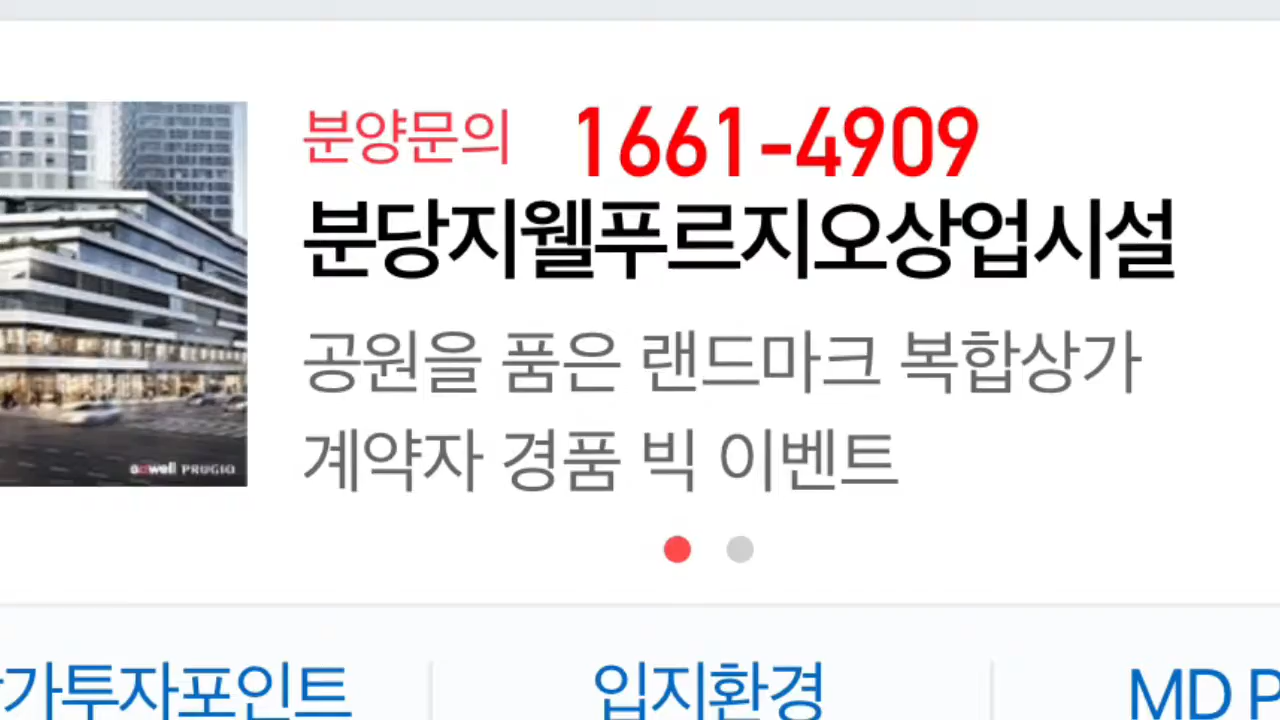 분양문의 1661-4909
분당지웰푸르지오상업시설
공원을 품은 랜드마크 복합상가
계약자 경품 빅 이벤트
PRUGIO
가투자포인트
입지환경
MD P